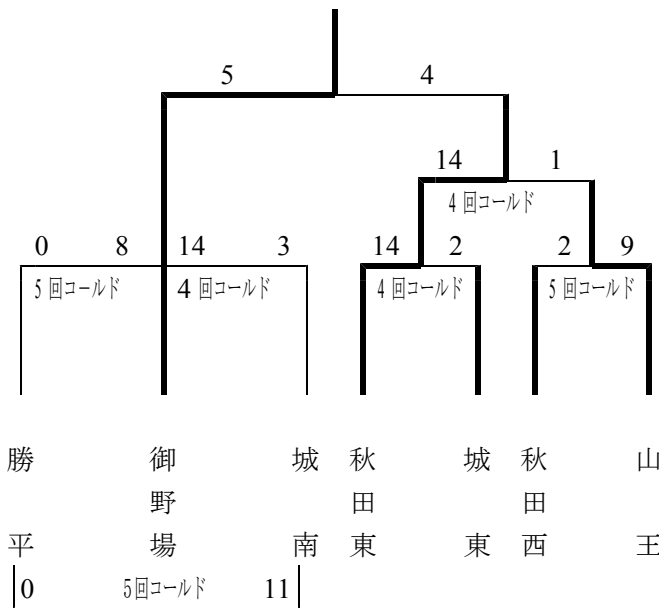 5 4
14 1
4回コールド
0 8 14 3 14 2 2 9
5回コールド 4回コールド 4回コールド 5回コールド
勝平 御野場 城南 秋田東 城東 秋田西 山王
0 5回コールド 11